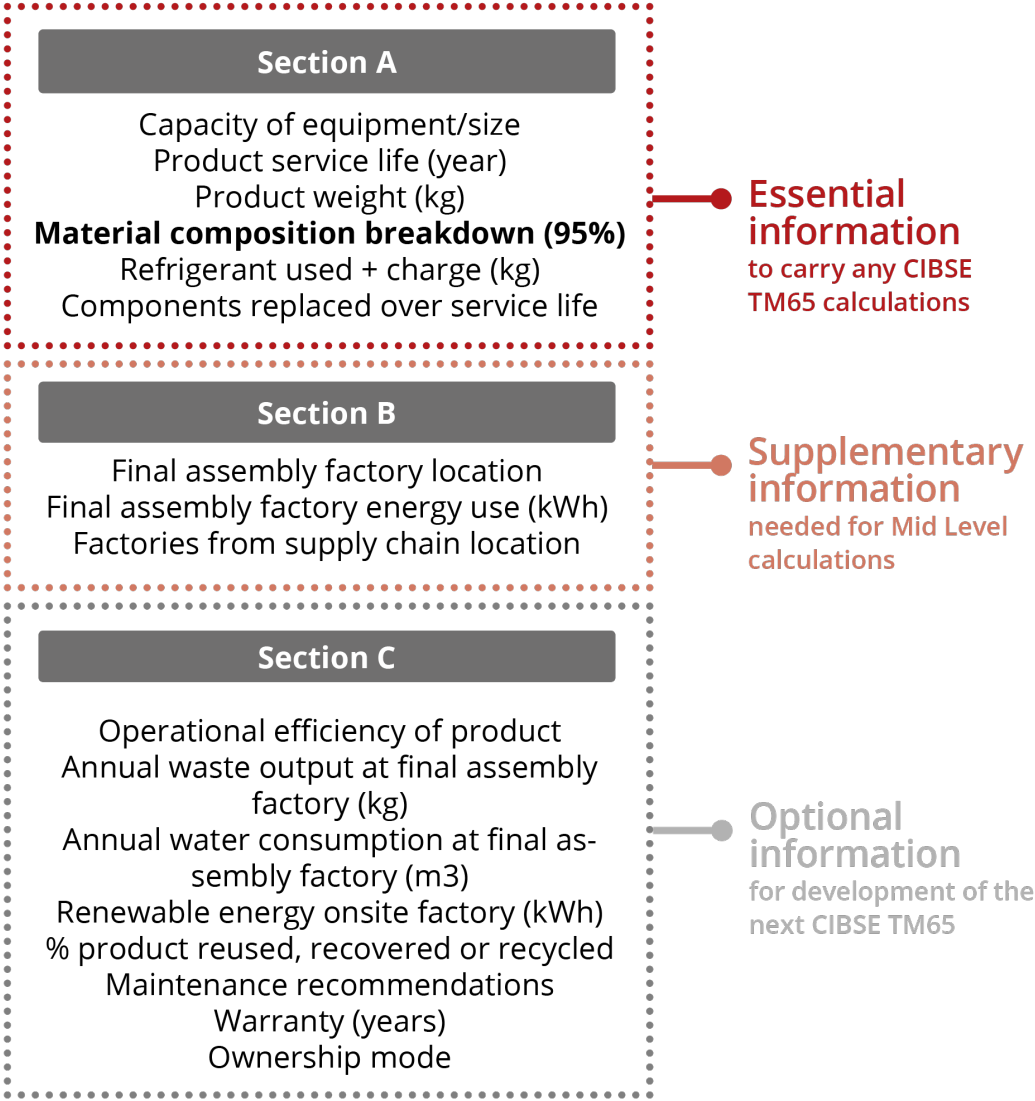 Section A
Capacity of equipment/size
Product service life (year)
Product weight (kg)
Material composition breakdown (95%)
Refrigerant used + charge (kg)
Components replaced over service life
Essential
information
to carry any CIBSE
TM65 calculations
Section B
Final assembly factory location
Final assembly factory energy use (kWh)
Factories from supply chain location
Supplementary
information
needed for Mid Level
calculations
Section C
Operational efficiency of product
Annual waste output at final assembly
factory (kg)
Annual water consumption at final as-
sembly factory (m3)
Renewable energy onsite factory (kWh)
% product reused, recovered or recycled
Maintenance recommendations
Warranty (years)
Ownership mode
Optional
information
for development of the
next CIBSE TM65